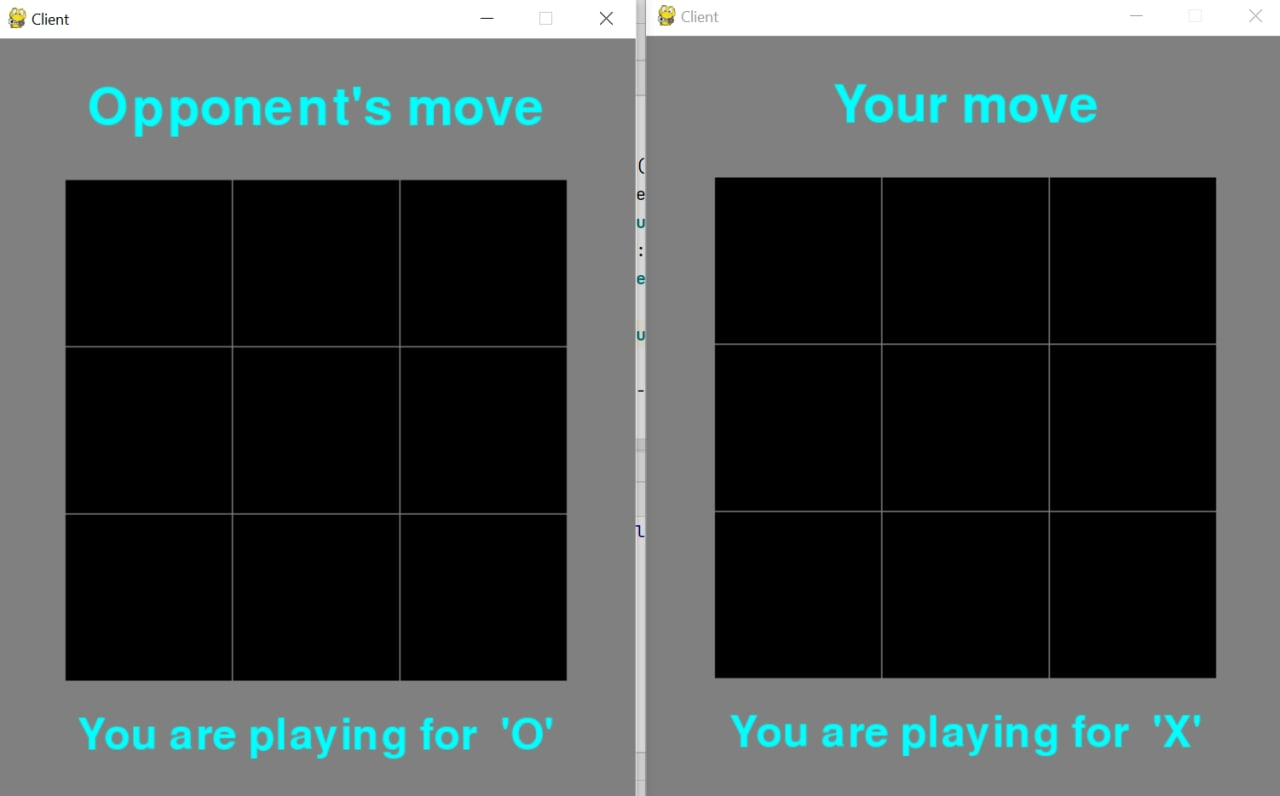 Client
Opponent's move
You are playing for 'O'
(
e
u
:
e
u
-
l
Client
Your move
You are playing for 'X'